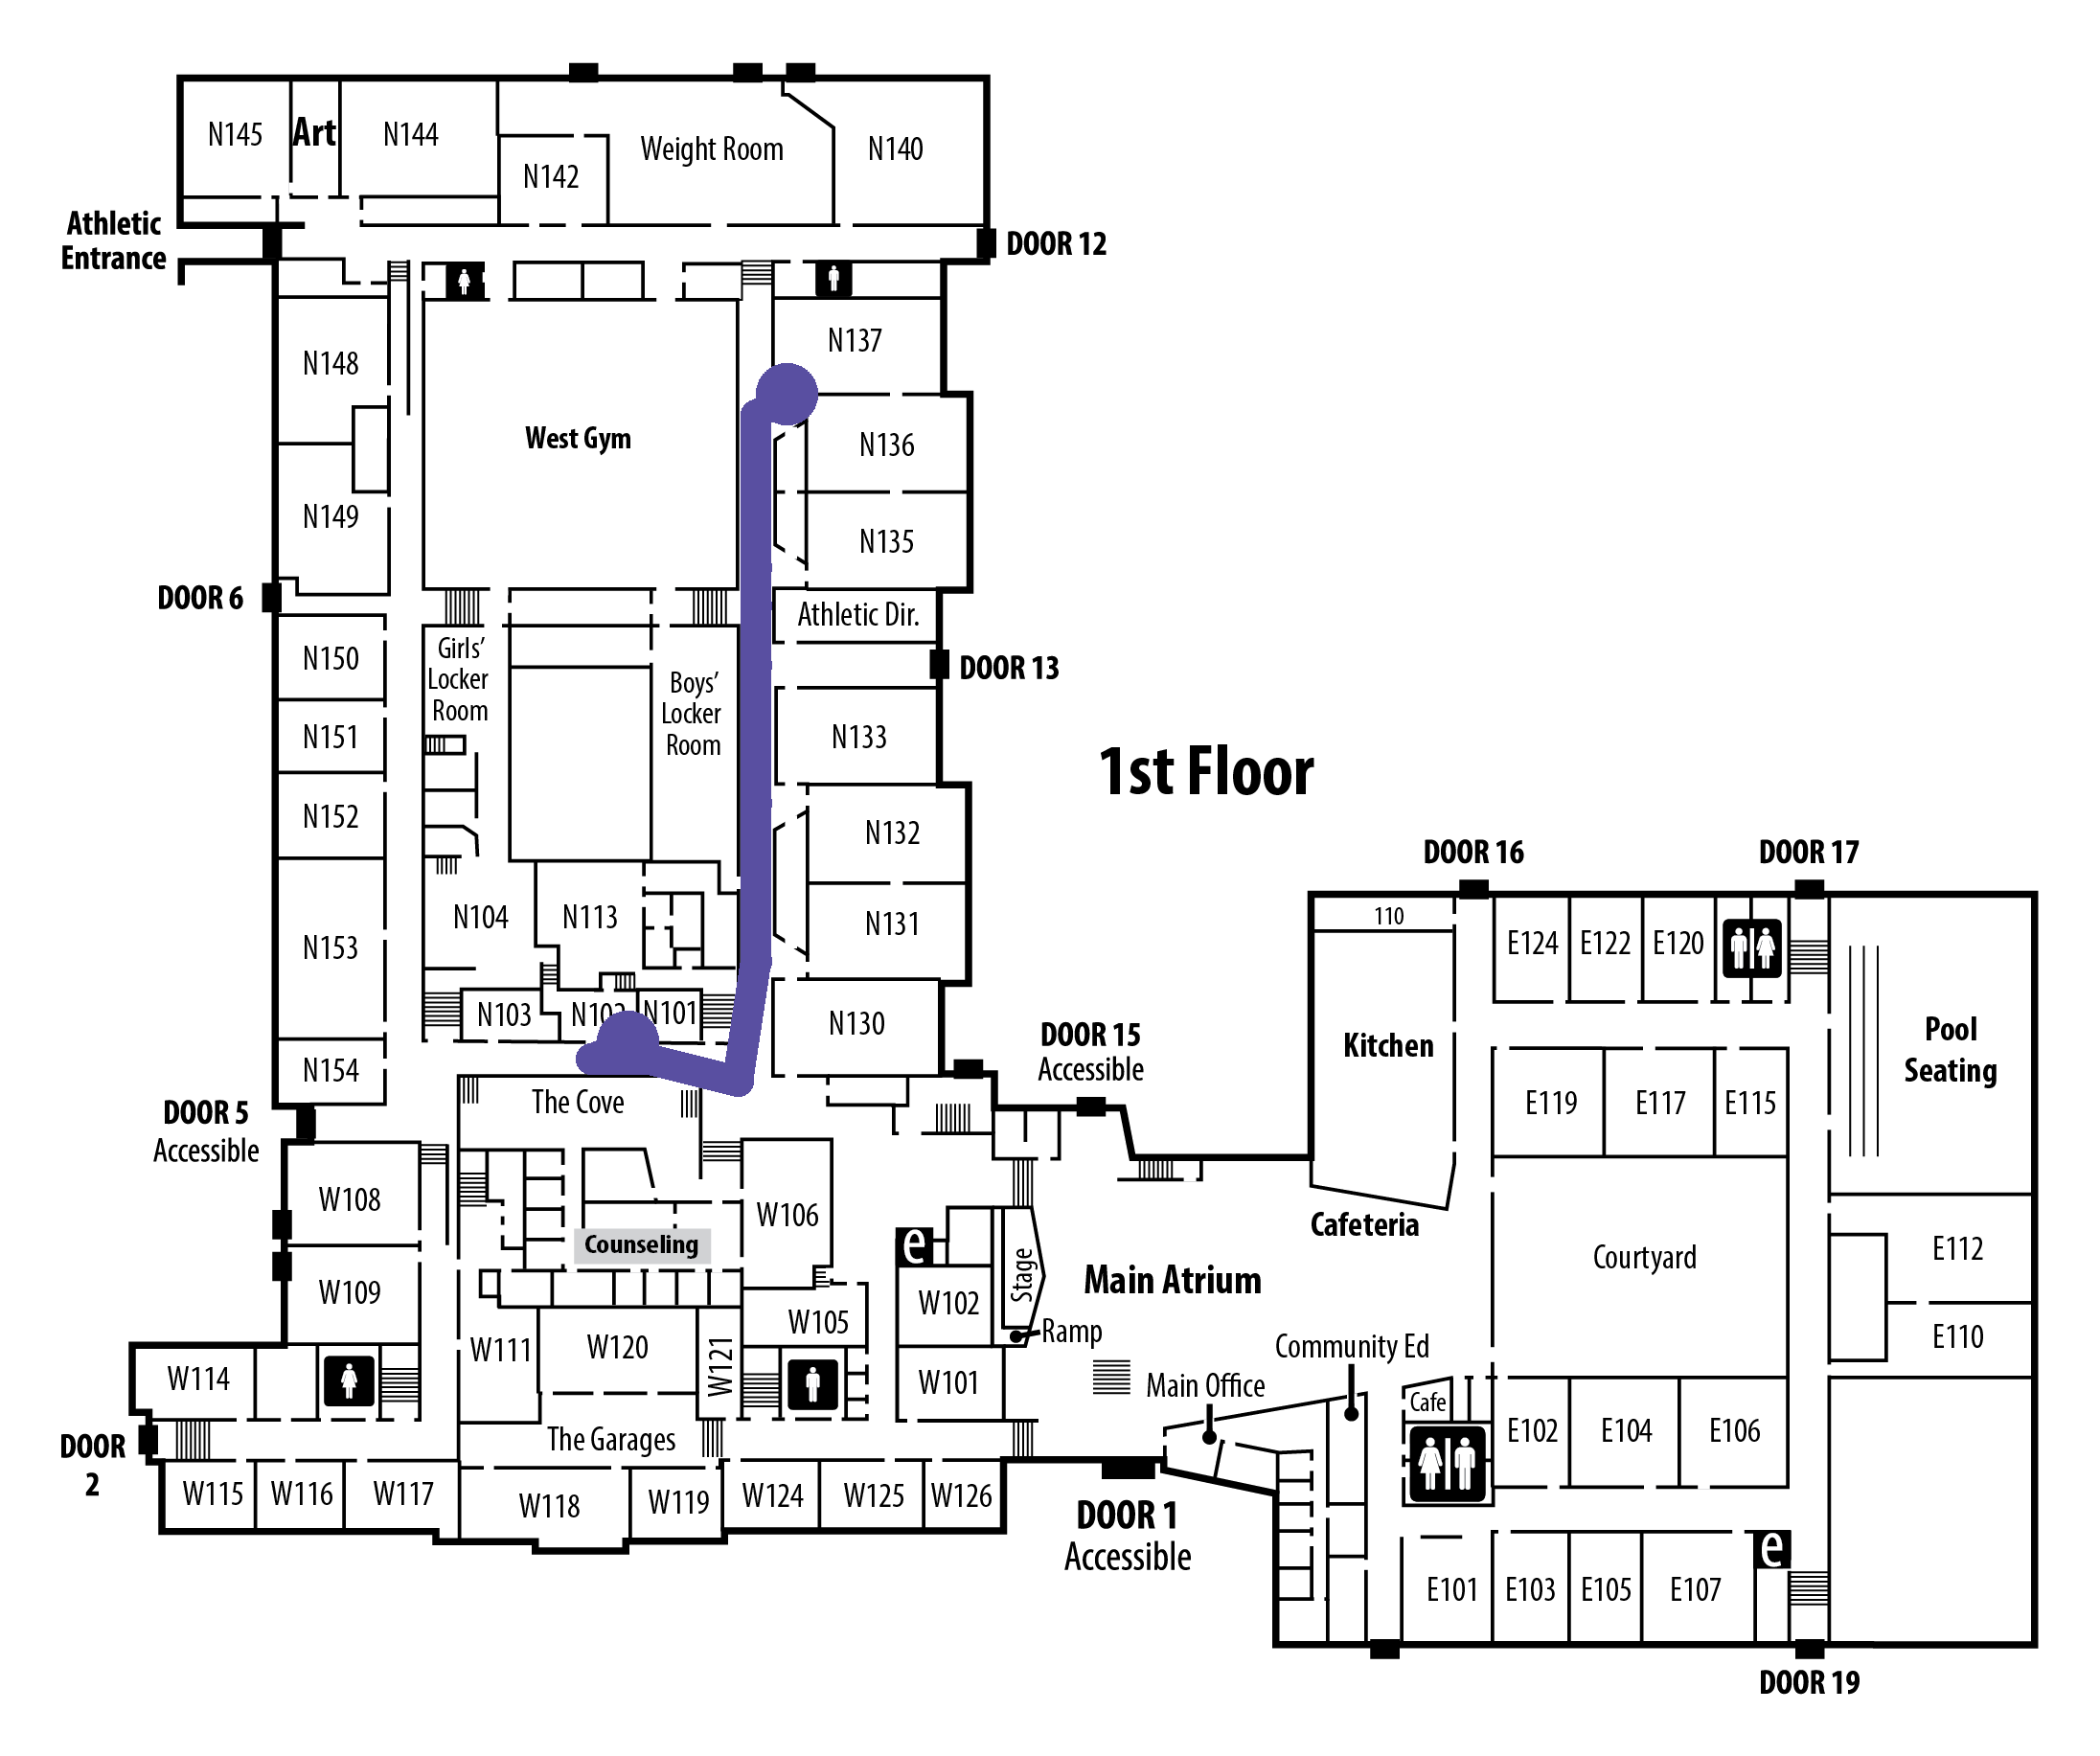 N145
Art
N144
N142
Weight Room
N140
Athletic
Entrance
DOOR 12
N137
N148
West Gym
N136
N149
N135
DOOR 6
Athletic Dir.
N150
Girls’
Locker
Room
Boys’
Locker
Room
DOOR 13
N151
N133
1st Floor
N152
N132
DOOR 16
DOOR 17
N153
N104
N113
N131
110
E124
E122
E120
N103
N101
N130
DOOR 15
Accessible
Kitchen
Pool
Seating
N154
The Cove
DOOR 5
Accessible
E119
E117
E115
W108
W106
Counseling
e
Cafeteria
Courtyard
E112
W109
Stage
Main Atrium
W102
W105
Ramp
E110
W111
W120
W121
Community Ed
W114
W101
Main Office
Cafe
The Garages
E102
E104
E106
DOOR
2
W115
W116
W117
W118
W119
W124
W125
W126
DOOR 1
Accessible
e
E101
E103
E105
E107
DOOR 19